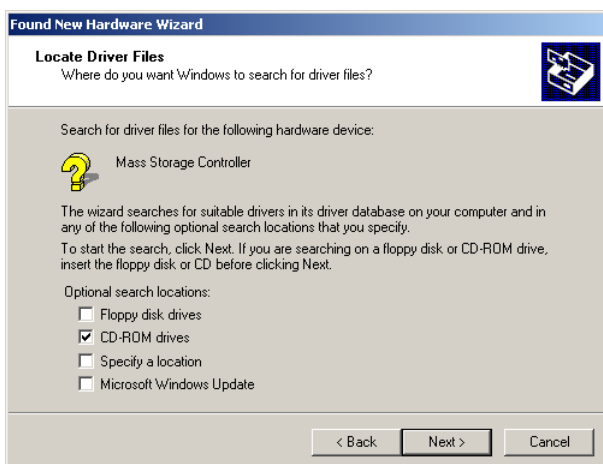 Found New Hardware Wizard
Locate Driver Files
Where do you want Windows to search for driver files?
Search for driver files for the following hardware device:
Mass Storage Controller
The wizard searches for suitable drivers in its driver database on your computer and in
any of the following optional search locations that you specify.
To start the search, click Next. If you are searching on a floppy disk or CD-ROM drive,
insert the floppy disk or CD before clicking Next.
Optional search locations:
Floppy disk drives
CD-ROM drives
Specify a location
Microsoft Windows Update
< Back
Next >
Cancel